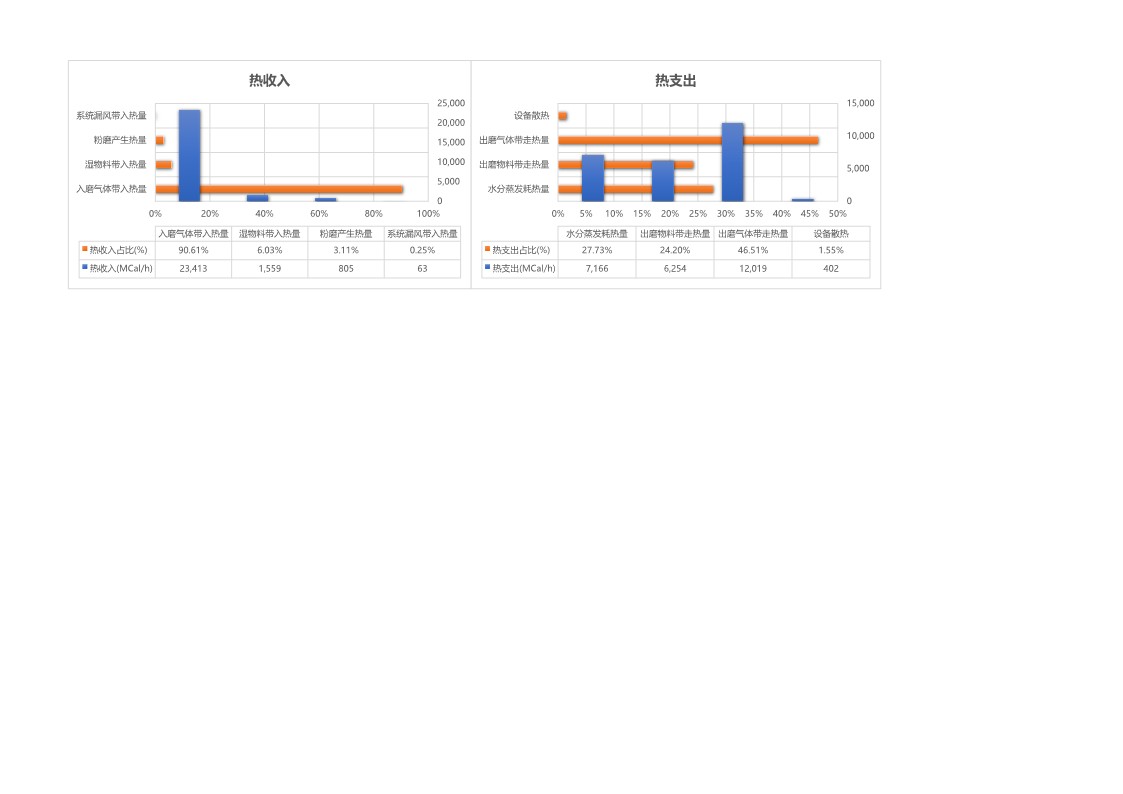 热收入
系统漏风带入热量
粉磨产生热量
湿物料带入热量
入磨气体带入热量
25,000
20,000
15,000
10,000
5,000
0
0% 20% 40% 60% 80% 100%
入磨气体带入热量 湿物料带入热量 粉磨产生热量 系统漏风带入热量
热收入占比(%) 90.61% 6.03% 3.11% 0.25%
热收入(MCal/h) 23,413 1,559 805 63
热支出
设备散热
出磨气体带走热量
出磨物料带走热量
水分蒸发耗热量
15,000
10,000
5,000
0
0% 5% 10% 15% 20% 25% 30% 35% 40% 45% 50%
水分蒸发耗热量 出磨物料带走热量 出磨气体带走热量 设备散热
热支出占比(%) 27.73% 24.20% 46.51% 1.55%
热支出(MCal/h) 7,166 6,254 12,019 402